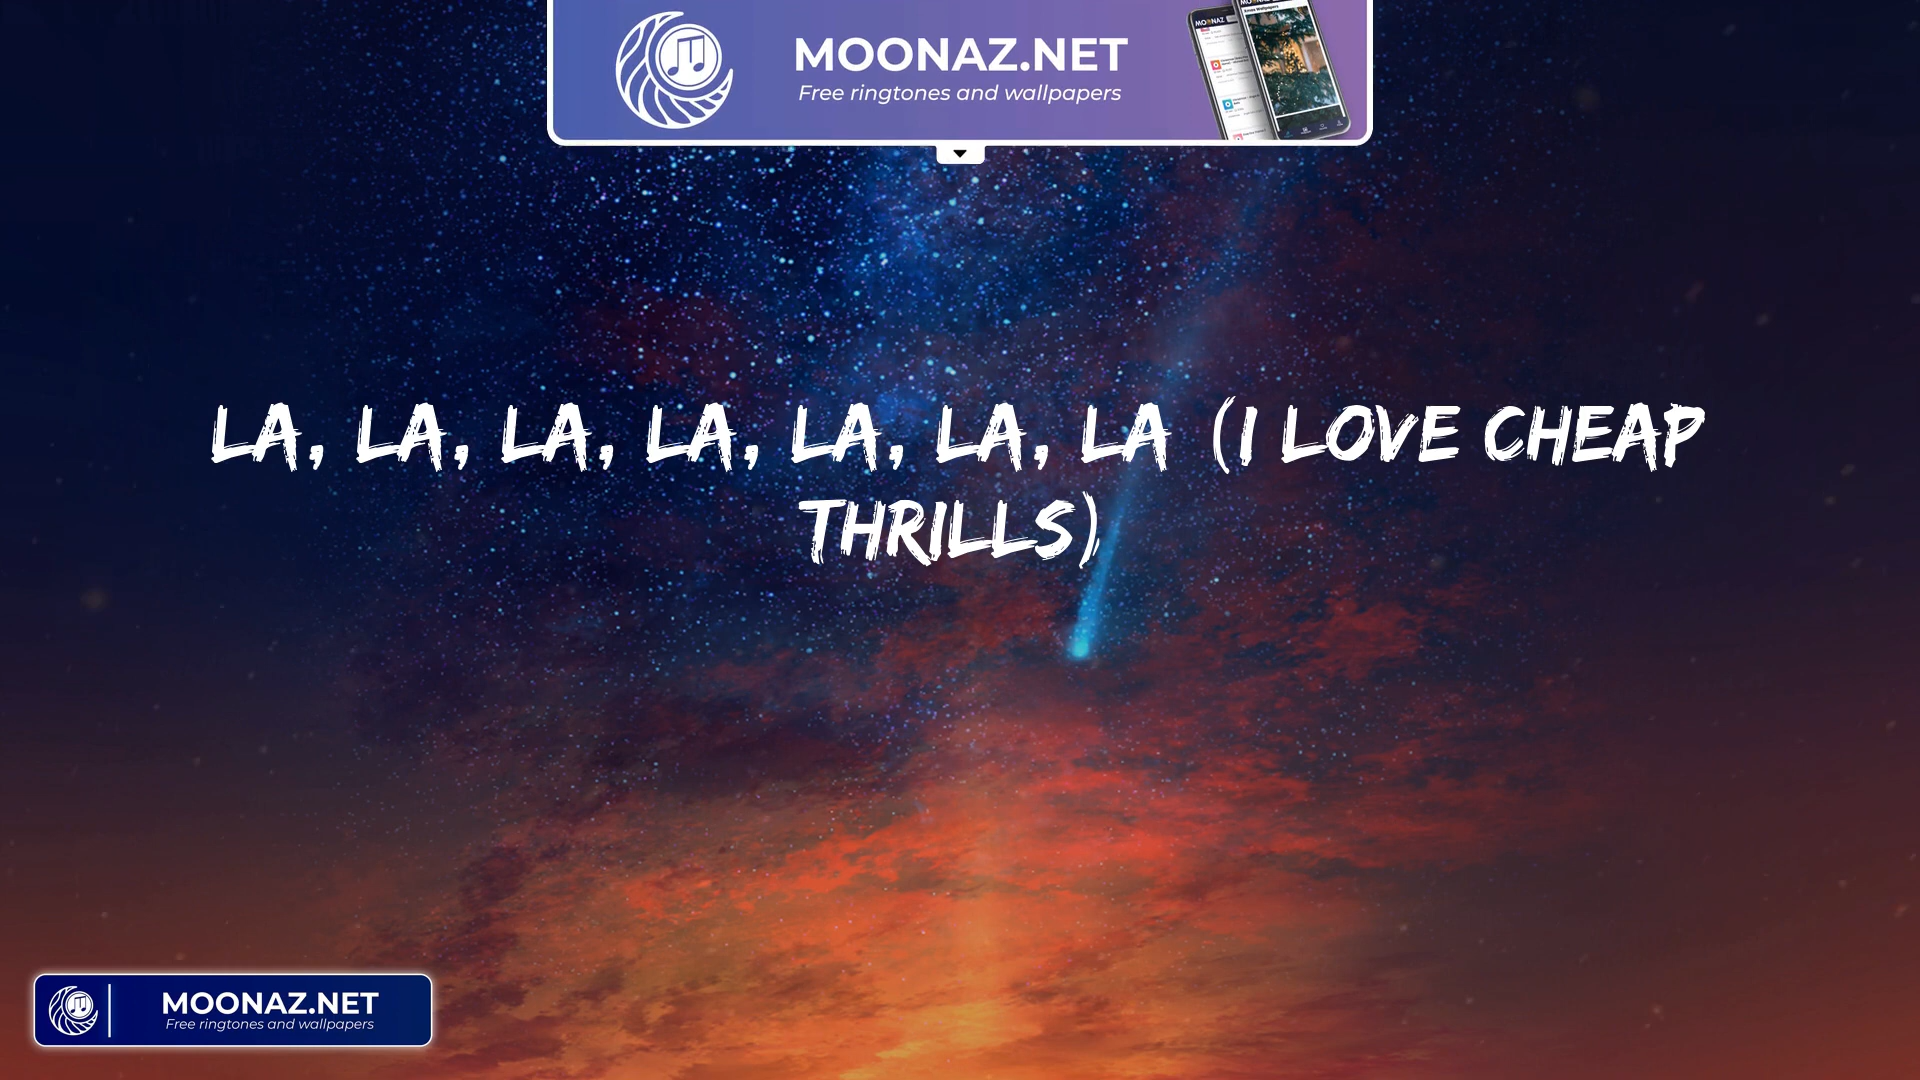 MOONAZ.NET
Free ringtones and wallpapers
LA, LA, LA, LA, LA, LA, LA (I LOVE CHEAP
THRILLS)
MOONAZ.NET
Free ringtones and wallpapers